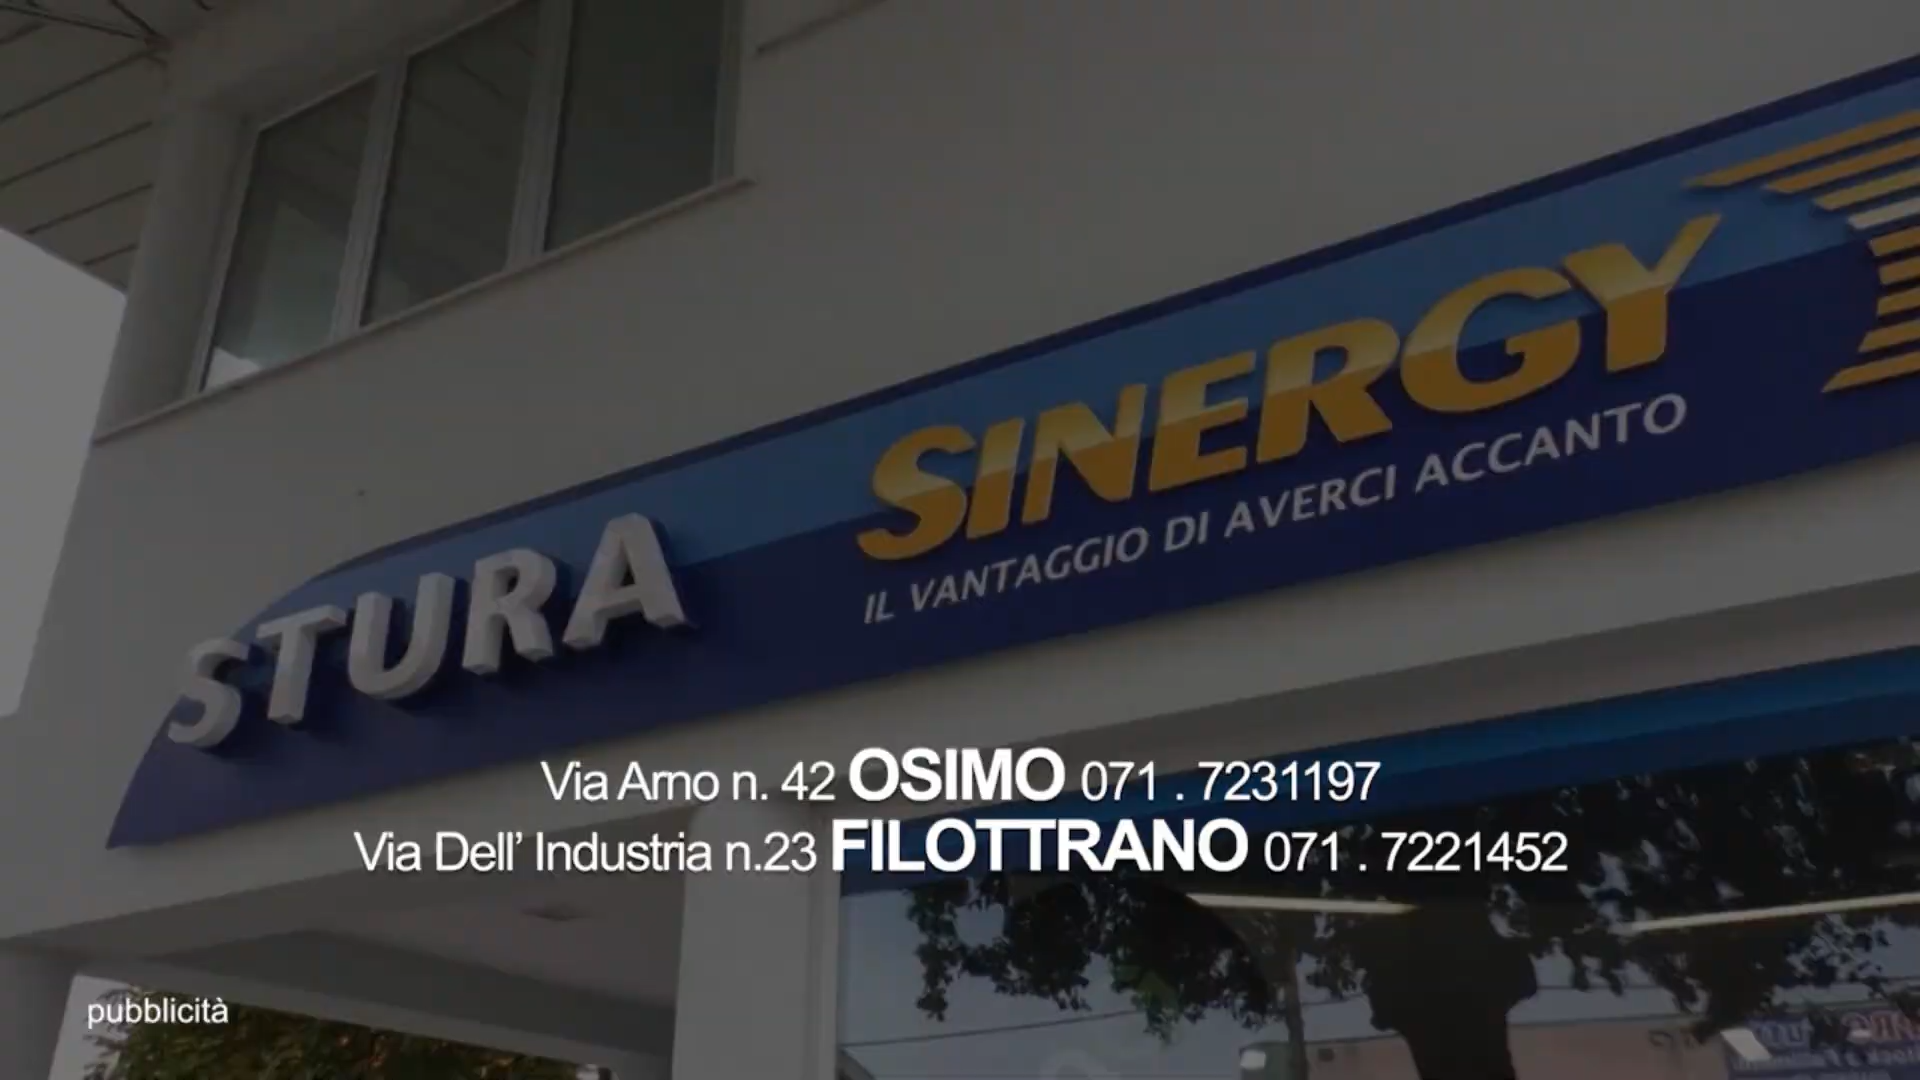 STURA
SINERGY
IL VANTAGGIO DI AVERCI ACCANTO
Via Arno n. 42 OSIMO 071 . 7231197
Via Dell’ Industria n.23 FILOTTRANO 071 . 7221452
pubblicità